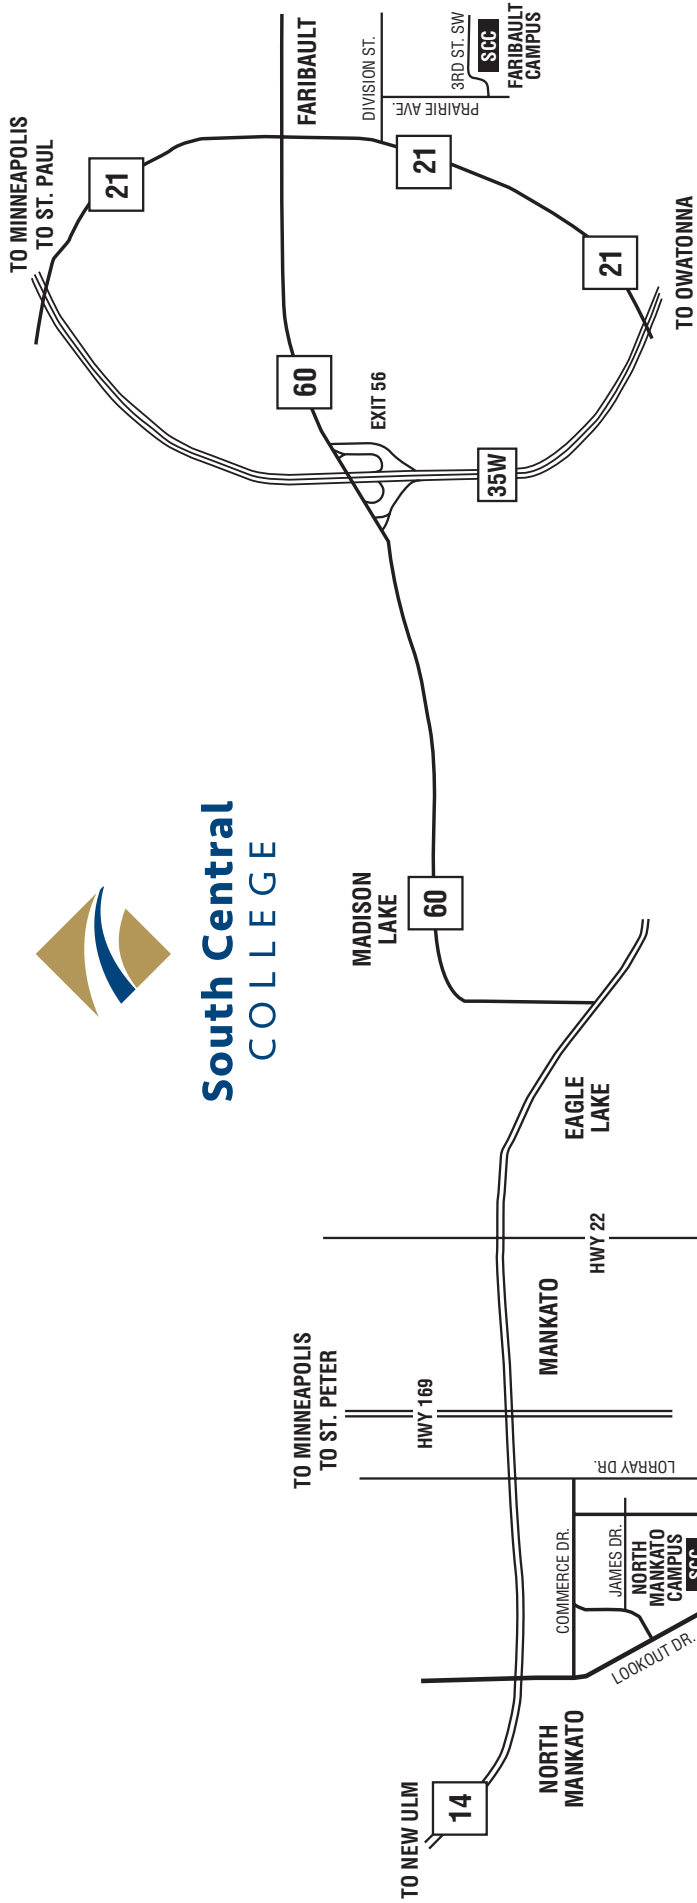 South Central
COLLEGE
TO NEW ULM
14
NORTH
MANKATO
LOOKOUT DR.
COMMERCE DR.
JAMES DR.
NORTH
MANKATO
CAMPUS
SCC
LORRAY DR.
TO MINNEAPOLIS
TO ST. PETER
HWY 169
MANKATO
HWY 22
EAGLE
LAKE
MADISON
LAKE
60
35W
EXIT 56
60
TO MINNEAPOLIS
TO ST. PAUL
21
21
21
TO OWATONNA
FARIBAULT
DIVISION ST.
PRAIRIE AVE.
3RD ST. SW
SCC
FARIBAULT
CAMPUS